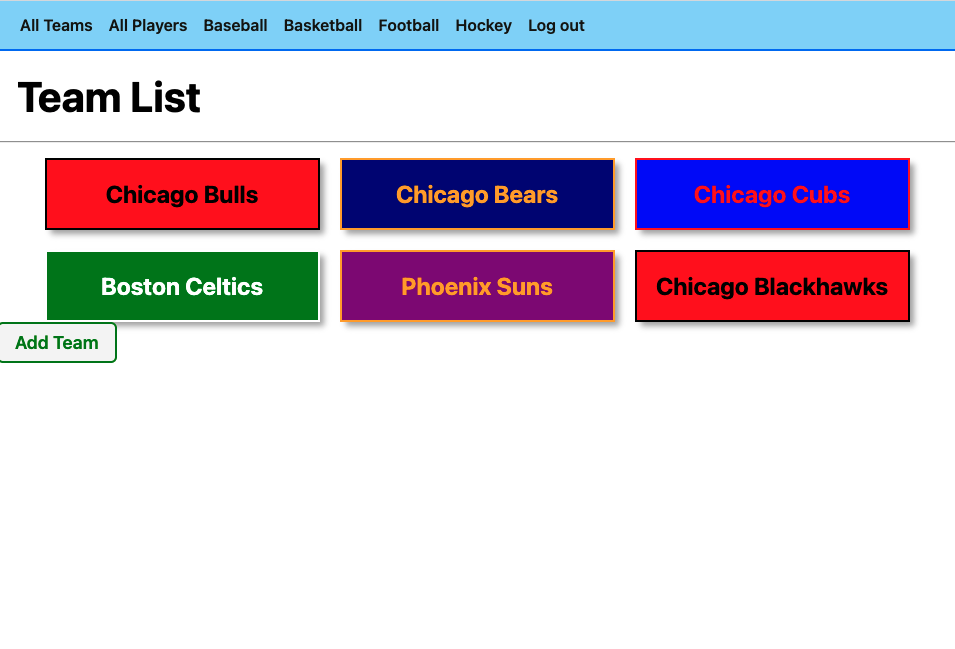 All Teams All Players Baseball Basketball Football Hockey Log out
Team List
Chicago Bulls Chicago Bears Chicago Cubs
Boston Celtics Phoenix Suns Chicago Blackhawks
Add Team